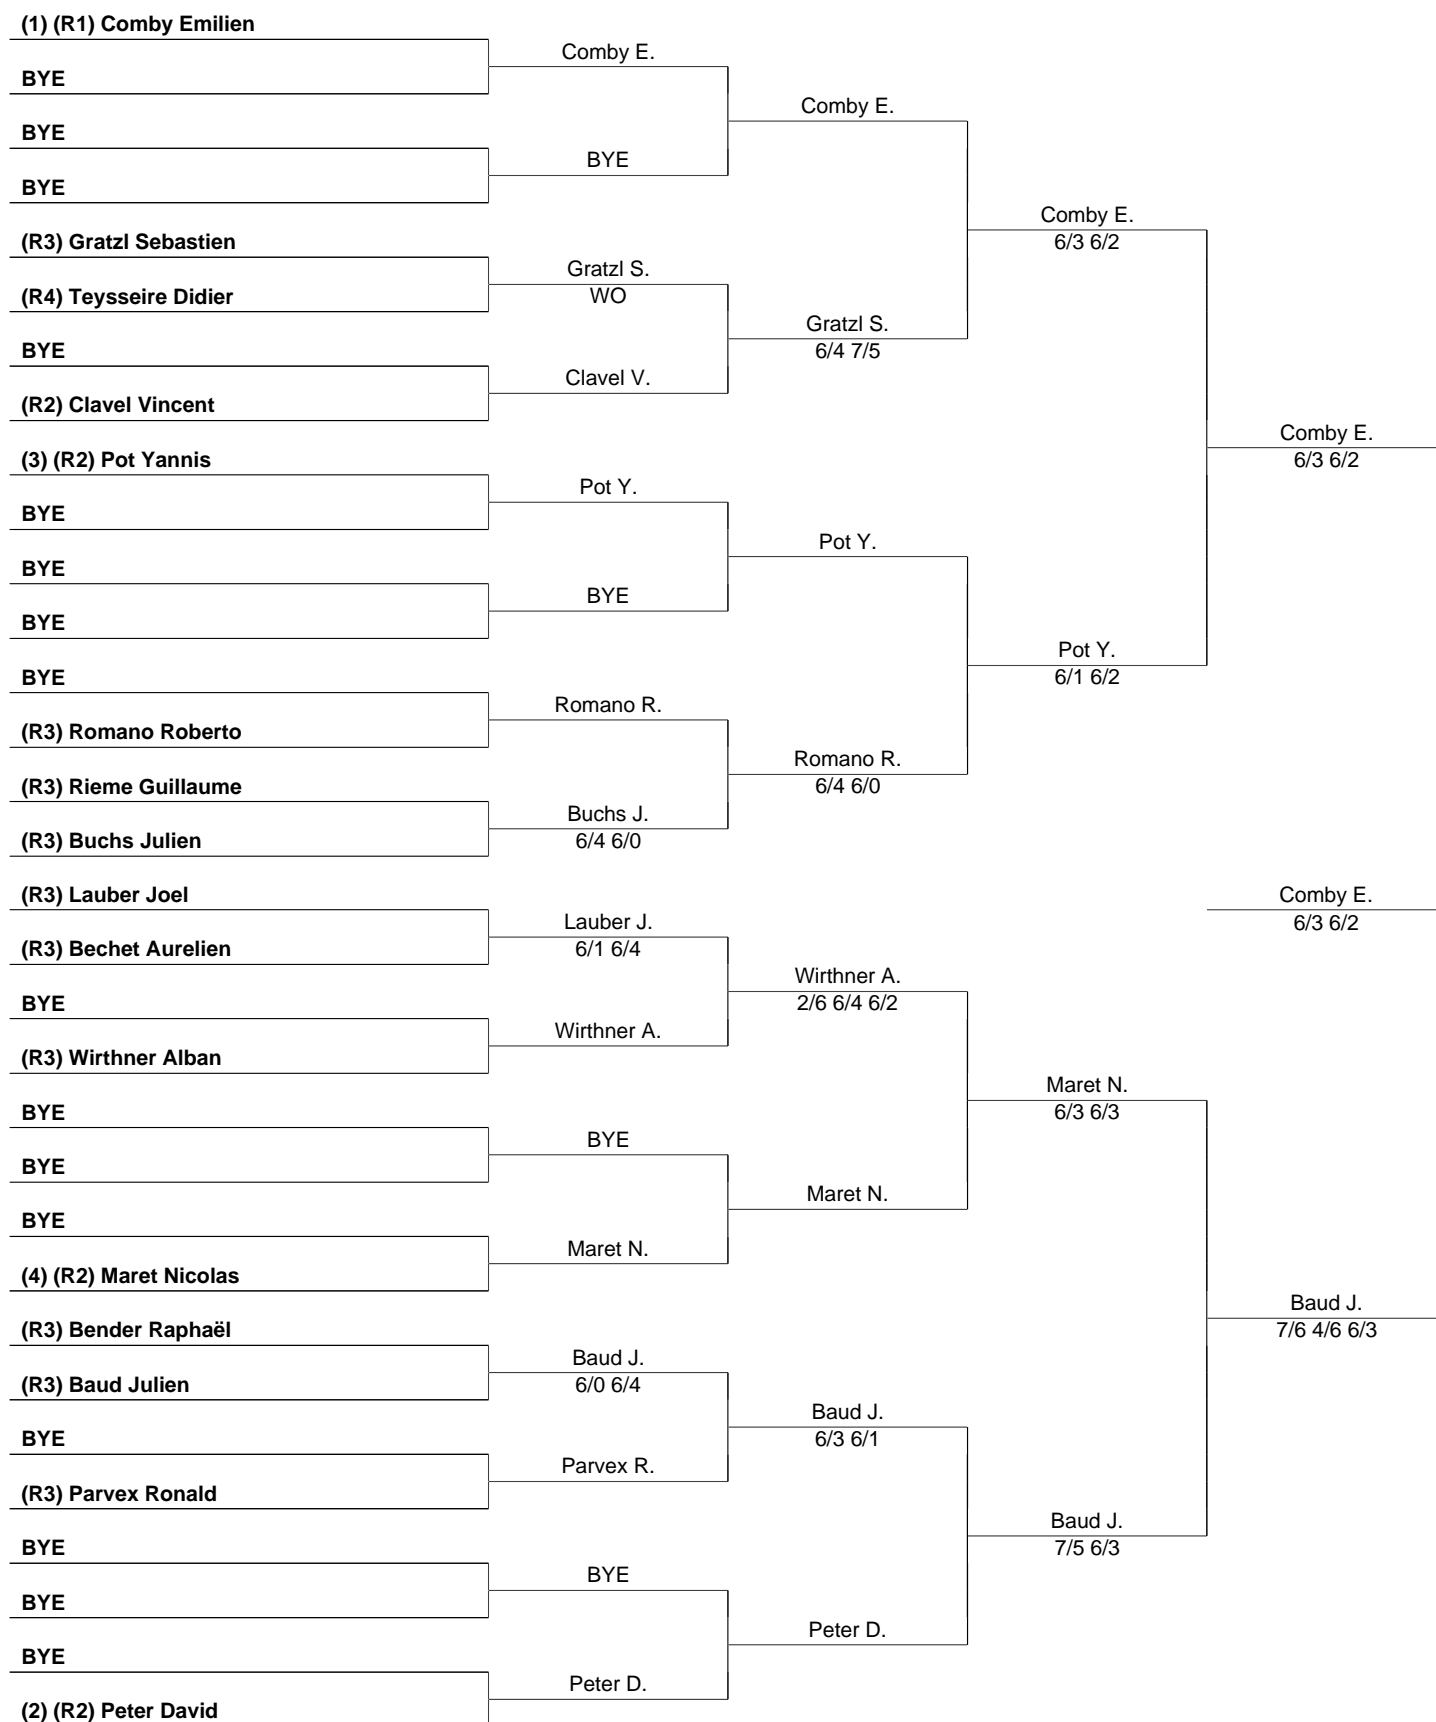 (1) (R1) Comby Emilien
BYE
BYE
BYE
(R3) Gratzl Sebastien
(R4) Teysseire Didier
BYE
(R2) Clavel Vincent
(3) (R2) Pot Yannis
BYE
BYE
BYE
BYE
(R3) Romano Roberto
(R3) Rieme Guillaume
(R3) Buchs Julien
(R3) Lauber Joel
(R3) Bechet Aurelien
BYE
(R3) Wirthner Alban
BYE
BYE
BYE
(4) (R2) Maret Nicolas
(R3) Bender Raphaël
(R3) Baud Julien
BYE
(R3) Parvex Ronald
BYE
BYE
BYE
(2) (R2) Peter David
Comby E.
BYE
Gratzl S.
WO
Clavel V.
Pot Y.
BYE
Romano R.
Buchs J.
6/4 6/0
Lauber J.
6/1 6/4
Wirthner A.
BYE
Maret N.
Baud J.
6/0 6/4
Parvex R.
BYE
Peter D.
Comby E.
Gratzl S.
6/4 7/5
Pot Y.
Romano R.
6/4 6/0
Wirthner A.
2/6 6/4 6/2
Maret N.
Baud J.
6/3 6/1
Peter D.
Comby E.
6/3 6/2
Pot Y.
6/1 6/2
Maret N.
6/3 6/3
Baud J.
7/5 6/3
Comby E.
6/3 6/2
Comby E.
6/3 6/2
Baud J.
7/6 4/6 6/3